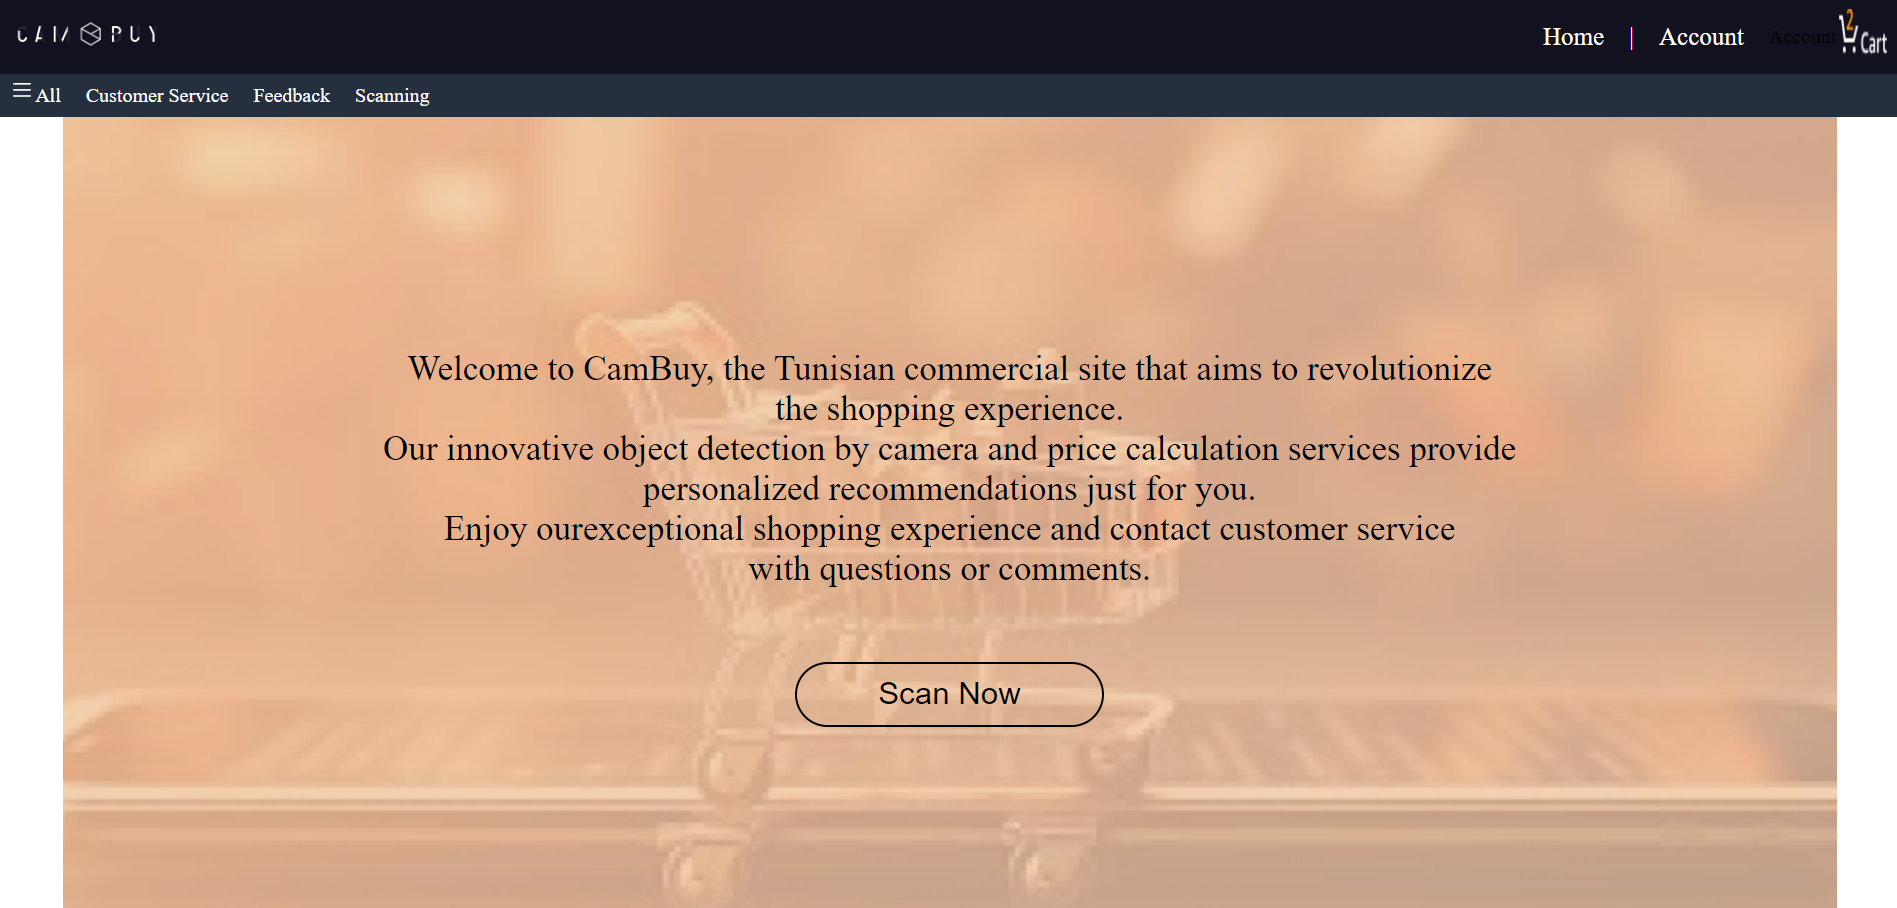 CAM BUY
Home | Account Account 2 Cart
All Customer Service Feedback Scanning
Welcome to CamBuy, the Tunisian commercial site that aims to revolutionize
the shopping experience.
Our innovative object detection by camera and price calculation services provide
personalized recommendations just for you.
Enjoy ourexceptional shopping experience and contact customer service
with questions or comments.
Scan Now